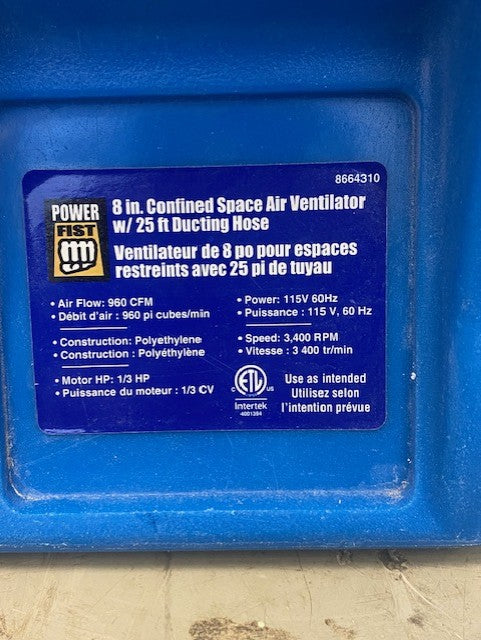 8664310
POWER
FIST
8 in. Confined Space Air Ventilator
w/ 25 ft Ducting Hose
Ventilateur de 8 po pour espaces
restreints avec 25 pi de tuyau
• Air Flow: 960 CFM
• Débit d'air : 960 pi cubes/min
• Construction: Polyethylene
• Construction : Polyéthylène
• Motor HP: 1/3 HP
• Puissance du moteur : 1/3 CV
• Power: 115V 60Hz
• Puissance : 115 V, 60 Hz
• Speed: 3,400 RPM
• Vitesse : 3 400 tr/min
C ETL US
Intertek
4001394
Use as intended
Utilisez selon
l'intention prévue